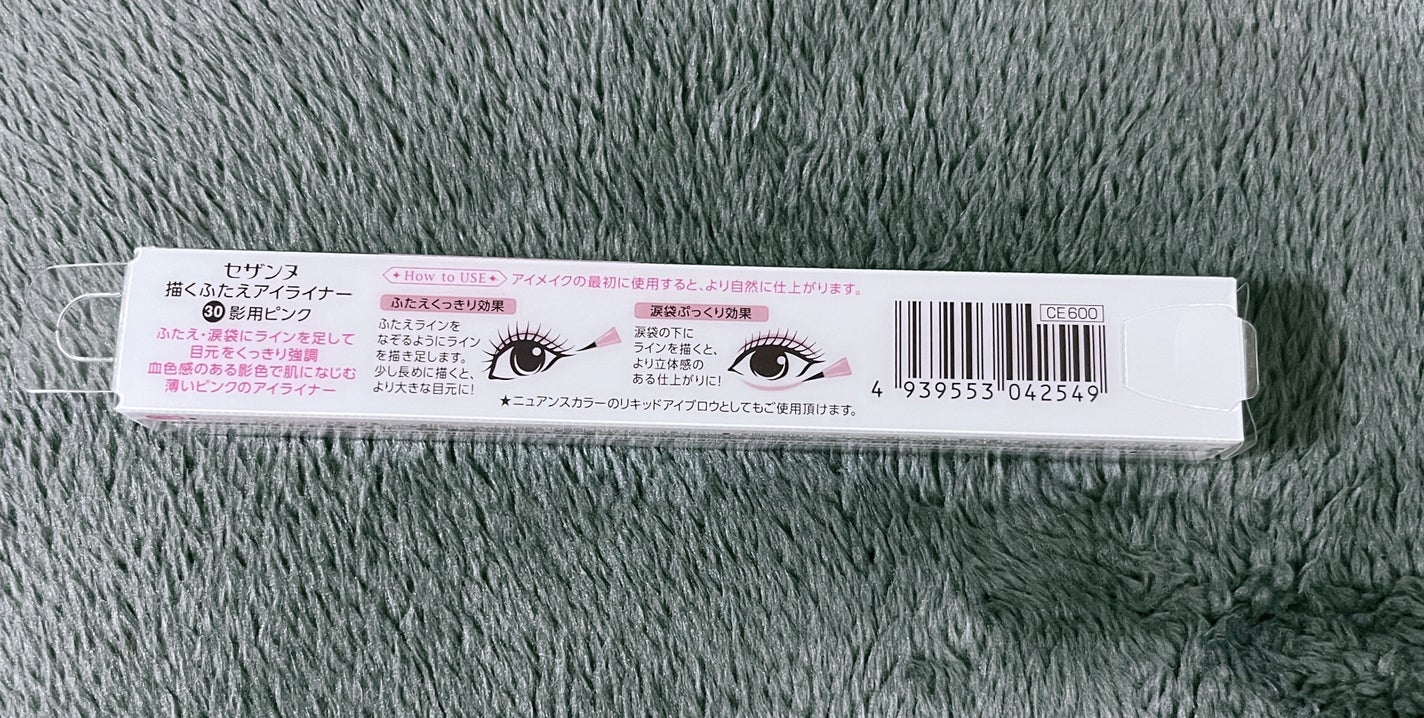 セザンヌ
描くふたえアイライナー
30 影用ピンク
ふたえ・涙袋にラインを足して
目元をくっきり強調
血色感のある影色で肌になじむ
薄いピンクのアイライナー
How to USE アイメイクの最初に使用すると、より自然に仕上がります。
ふたえくっきり効果
ふたえラインを
なぞるようにライン
を描き足します。
少し長めに描くと、
より大きな目元に!
涙袋ぷっくり効果
涙袋の下に
ラインを描くと、
より立体感の
ある仕上がりに!
★ニュアンスカラーのリキッドアイブロウとしてもご使用頂けます。
CE600
4 939553 042549